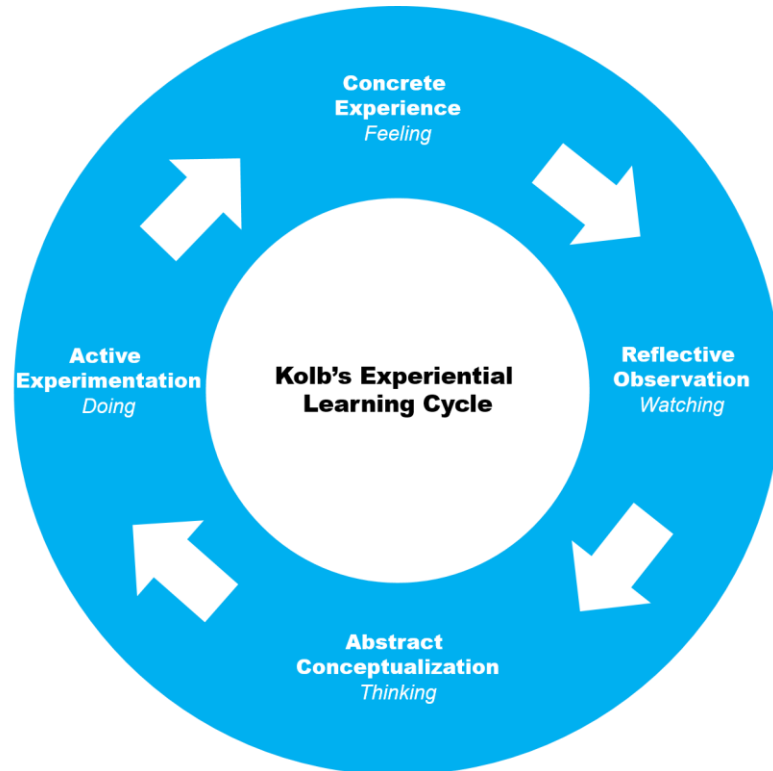 Concrete
Experience
Feeling
Reflective
Observation
Watching
Abstract
Conceptualization
Thinking
Active
Experimentation
Doing
Kolb's Experiential
Learning Cycle